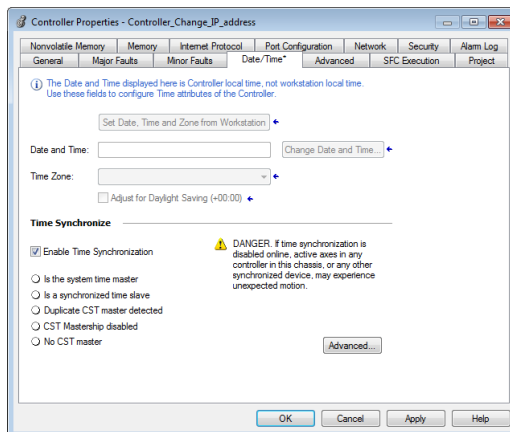 Controller Properties - Controller_Change_IP_address
Nonvolatile Memory Memory Internet Protocol Port Configuration Network Security Alarm Log
General Major Faults Minor Faults Date/Time* Advanced SFC Execution Project
The Date and Time displayed here is Controller local time, not workstation local time.
Use these fields to configure Time attributes of the Controller.
Set Date, Time and Zone from Workstation
Date and Time: Change Date and Time...
Time Zone:
Adjust for Daylight Saving (+00:00)
Time Synchronize
Enable Time Synchronization
DANGER. If time synchronization is
disabled online, active axes in any
controller in this chassis, or any other
synchronized device, may experience
unexpected motion.
Is the system time master
Is a synchronized time slave
Duplicate CST master detected
CST Mastership disabled
No CST master
Advanced...
OK Cancel Apply Help